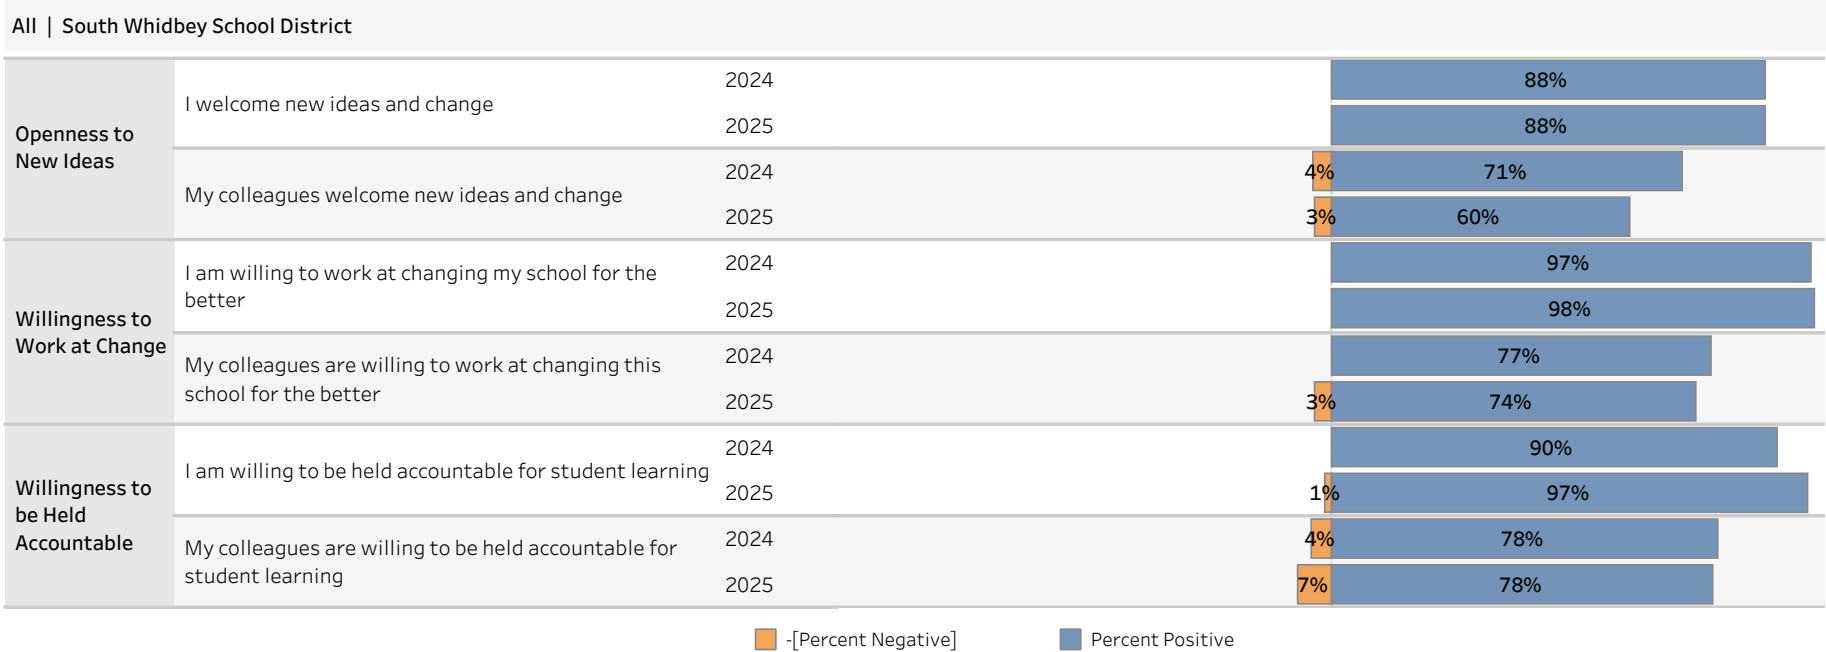 All | South Whidbey School District
Openness to
New Ideas
I welcome new ideas and change
2024
88%
2025
88%
My colleagues welcome new ideas and change
2024
4%
71%
2025
3%
60%
Willingness to
Work at Change
I am willing to work at changing my school for the
better
2024
97%
2025
98%
My colleagues are willing to work at changing this
school for the better
2024
77%
2025
3%
74%
Willingness to
be Held
Accountable
I am willing to be held accountable for student learning
2024
90%
2025
1%
97%
My colleagues are willing to be held accountable for
student learning
2024
4%
78%
2025
7%
78%
-[Percent Negative]
Percent Positive